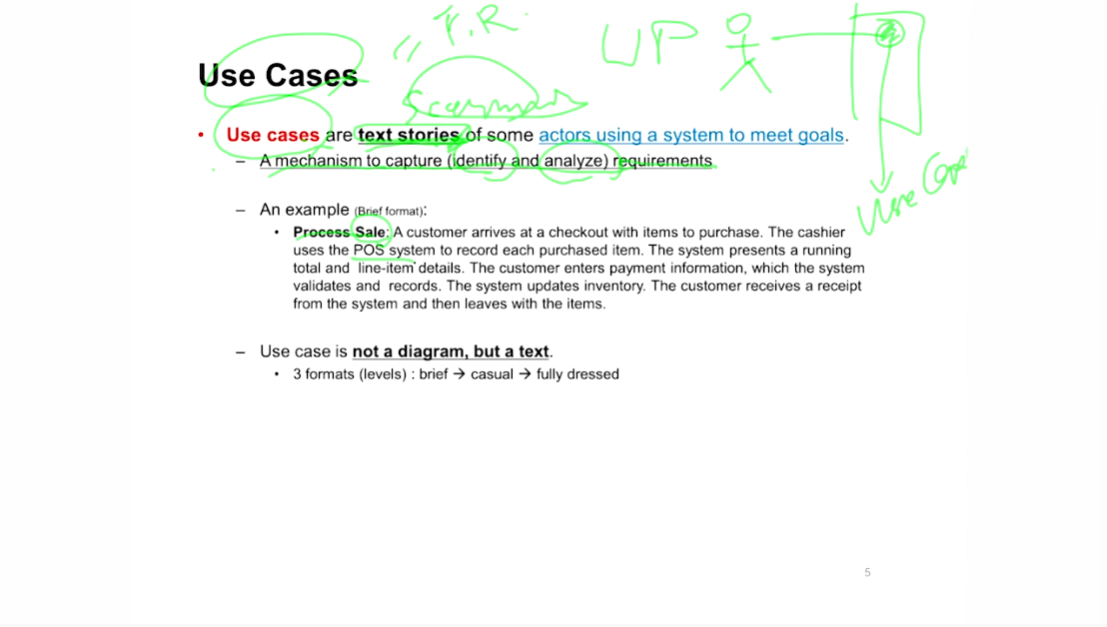 F.R.
UP
Use Cases
• Use cases are text stories of some actors using a system to meet goals.
– A mechanism to capture (identify and analyze) requirements
Use Case
– An example (Brief format):
• Process Sale: A customer arrives at a checkout with items to purchase. The cashier
uses the POS system to record each purchased item. The system presents a running
total and line-item details. The customer enters payment information, which the system
validates and records. The system updates inventory. The customer receives a receipt
from the system and then leaves with the items.
– Use case is not a diagram, but a text.
• 3 formats (levels) : brief → casual → fully dressed
5